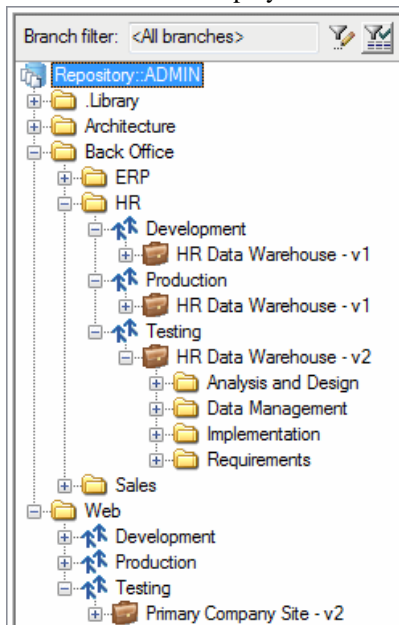 Branch filter: <All branches>
Repository::ADMIN
.Library
Architecture
Back Office
ERP
HR
Development
HR Data Warehouse - v1
Production
HR Data Warehouse - v1
Testing
HR Data Warehouse - v2
Analysis and Design
Data Management
Implementation
Requirements
Sales
Web
Development
Production
Testing
Primary Company Site - v2